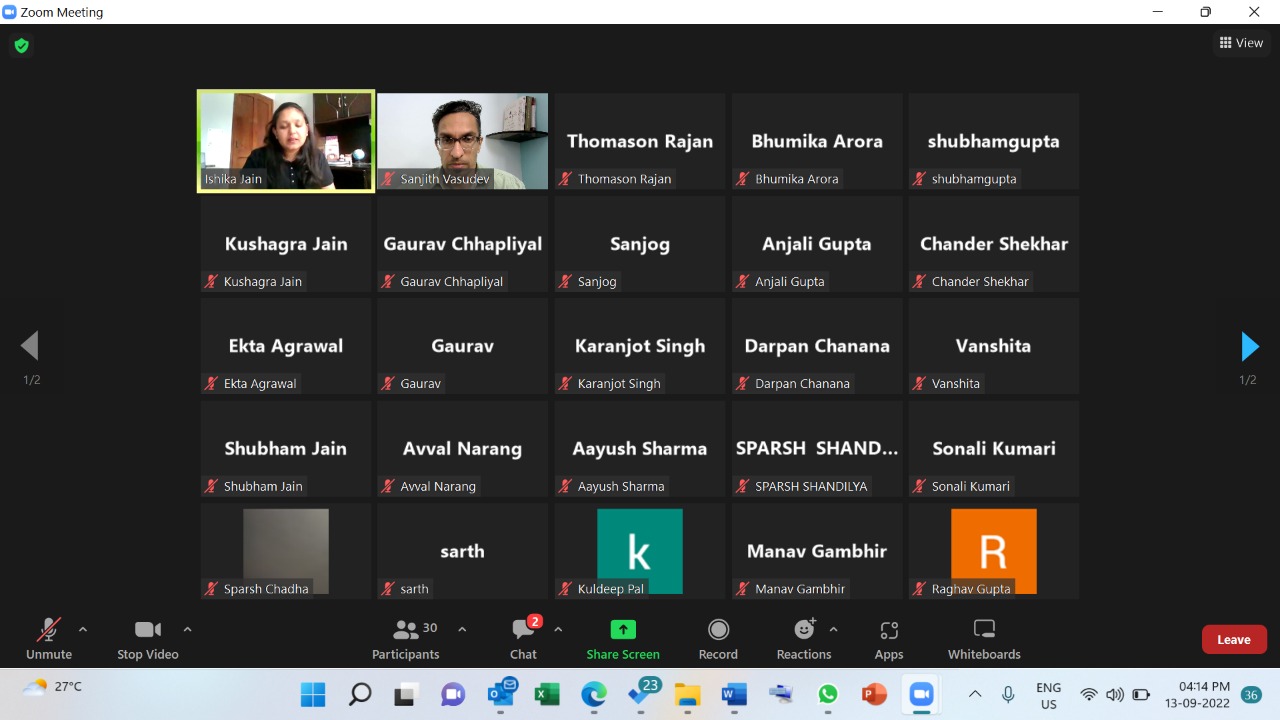 Zoom Meeting
View
Ishika Jain
Sanjith Vasudev
Thomason Rajan
Thomason Rajan
Bhumika Arora
Bhumika Arora
shubhamgupta
shubhamgupta
Kushagra Jain
Kushagra Jain
Gaurav Chhapliyal
Gaurav Chhapliyal
Sanjog
Sanjog
Anjali Gupta
Anjali Gupta
Chander Shekhar
Chander Shekhar
Ekta Agrawal
Ekta Agrawal
Gaurav
Gaurav
Karanjot Singh
Karanjot Singh
Darpan Chanana
Darpan Chanana
Vanshita
Vanshita
1/2
1/2
Shubham Jain
Shubham Jain
Avval Narang
Avval Narang
Aayush Sharma
Aayush Sharma
SPARSH SHAND...
SPARSH SHANDILYA
Sonali Kumari
Sonali Kumari
Sparsh Chadha
sarth
sarth
k
Kuldeep Pal
Manav Gambhir
Manav Gambhir
R
Raghav Gupta
Unmute
Stop Video
30
Participants
2
Chat
Share Screen
Record
Reactions
Apps
Whiteboards
Leave
27°C
23
ENG
US
04:14 PM
13-09-2022
36